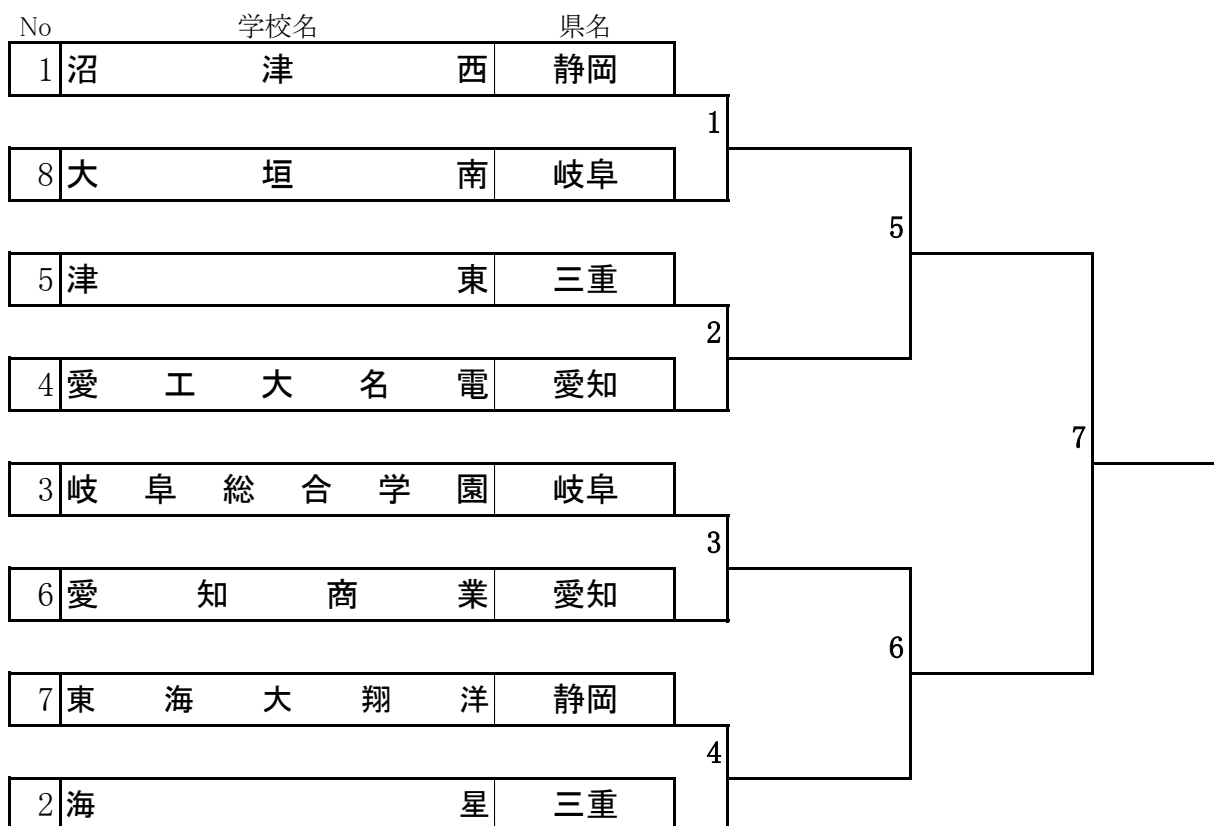 No 学校名 県名
1 沼津西 静岡
1
8 大垣南 岐阜
5
5 津東 三重
2
4 愛工大名電 愛知
7
3 岐阜総合学園 岐阜
3
6 愛知商業 愛知
6
7 東海大翔洋 静岡
4
2 海星 三重